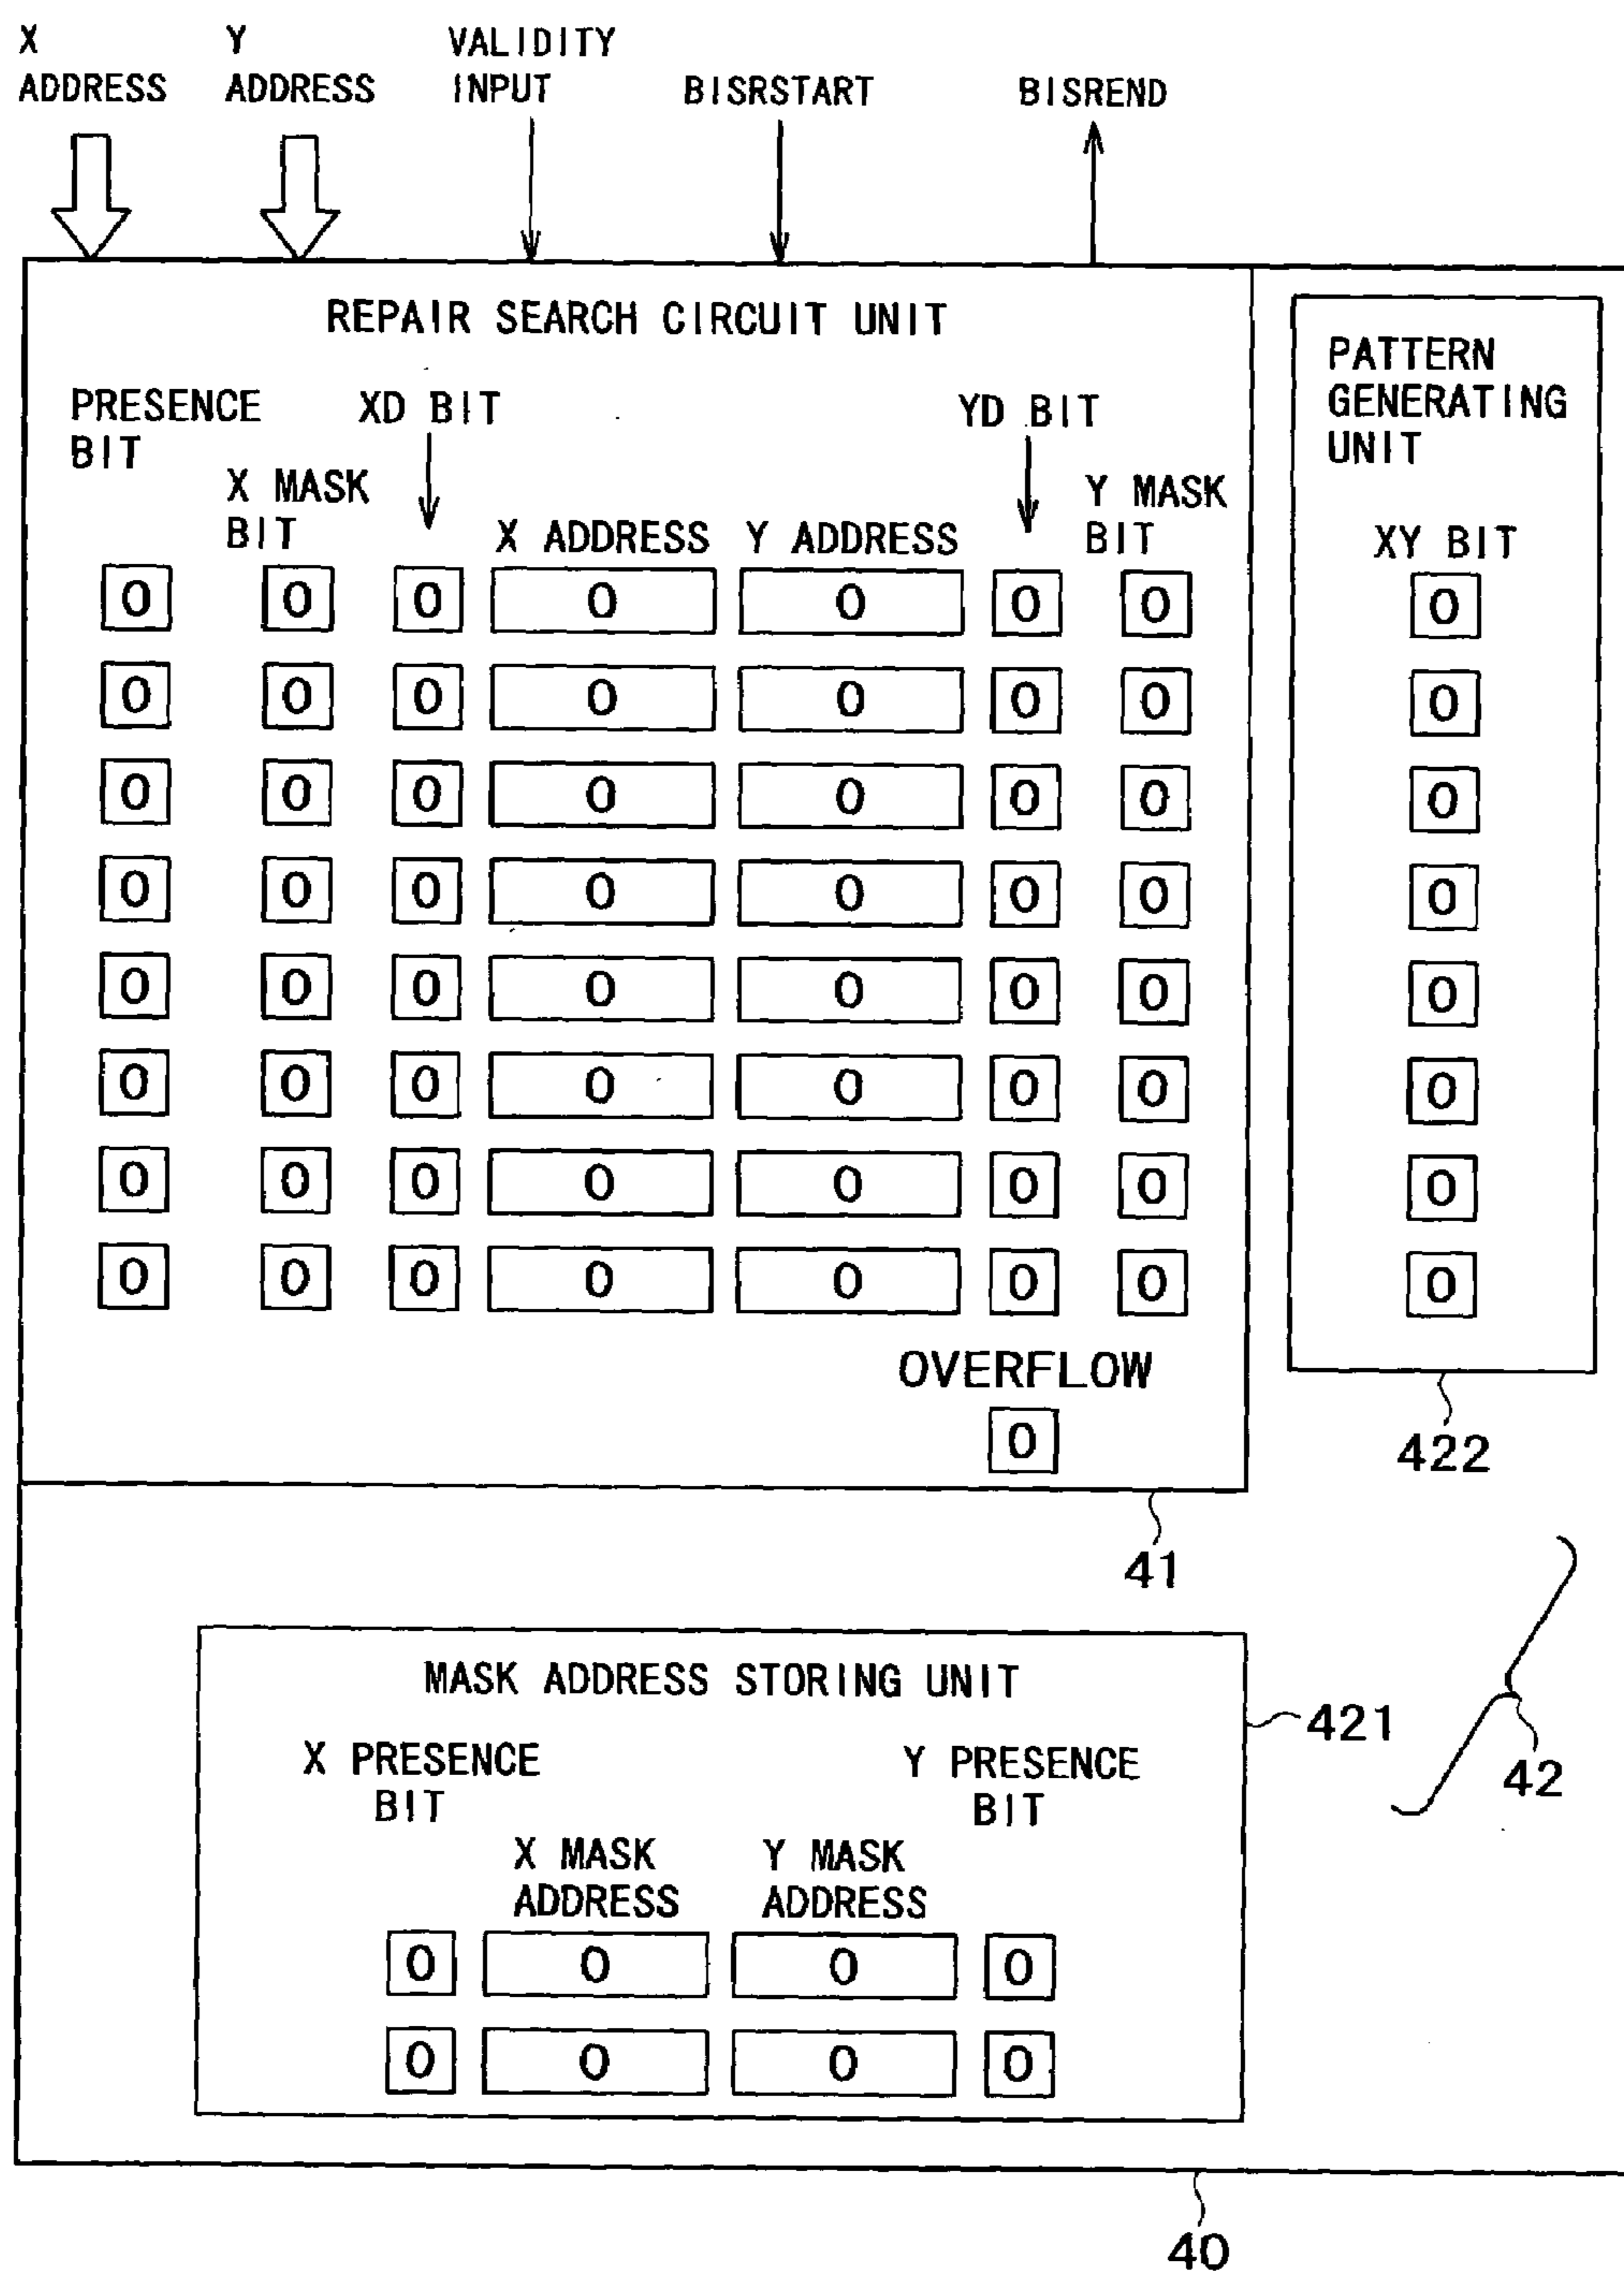 X
ADDRESS
Y
ADDRESS
VALIDITY
INPUT
BISRSTART
BISREND
REPAIR SEARCH CIRCUIT UNIT
PRESENCE
BIT
X MASK
BIT
XD BIT
X ADDRESS
Y ADDRESS
YD BIT
Y MASK
BIT
0 0 0 0 0 0 0
0 0 0 0 0 0 0
0 0 0 0 0 0 0
0 0 0 0 0 0 0
0 0 0 0 0 0 0
0 0 0 0 0 0 0
0 0 0 0 0 0 0
0 0 0 0 0 0 0
OVERFLOW
0
41
PATTERN
GENERATING
UNIT
XY BIT
0
0
0
0
0
0
0
0
422
MASK ADDRESS STORING UNIT
X PRESENCE
BIT
X MASK
ADDRESS
Y MASK
ADDRESS
Y PRESENCE
BIT
0 0 0 0
0 0 0 0
421
42
40